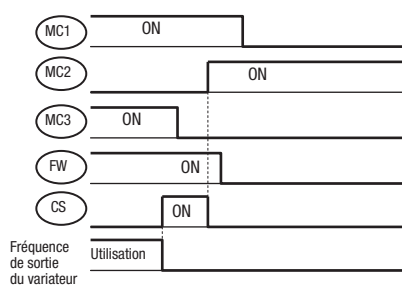 MC1 ON
MC2 ON
MC3 ON
FW ON
CS ON
Fréquence
de sortie
du variateur
Utilisation